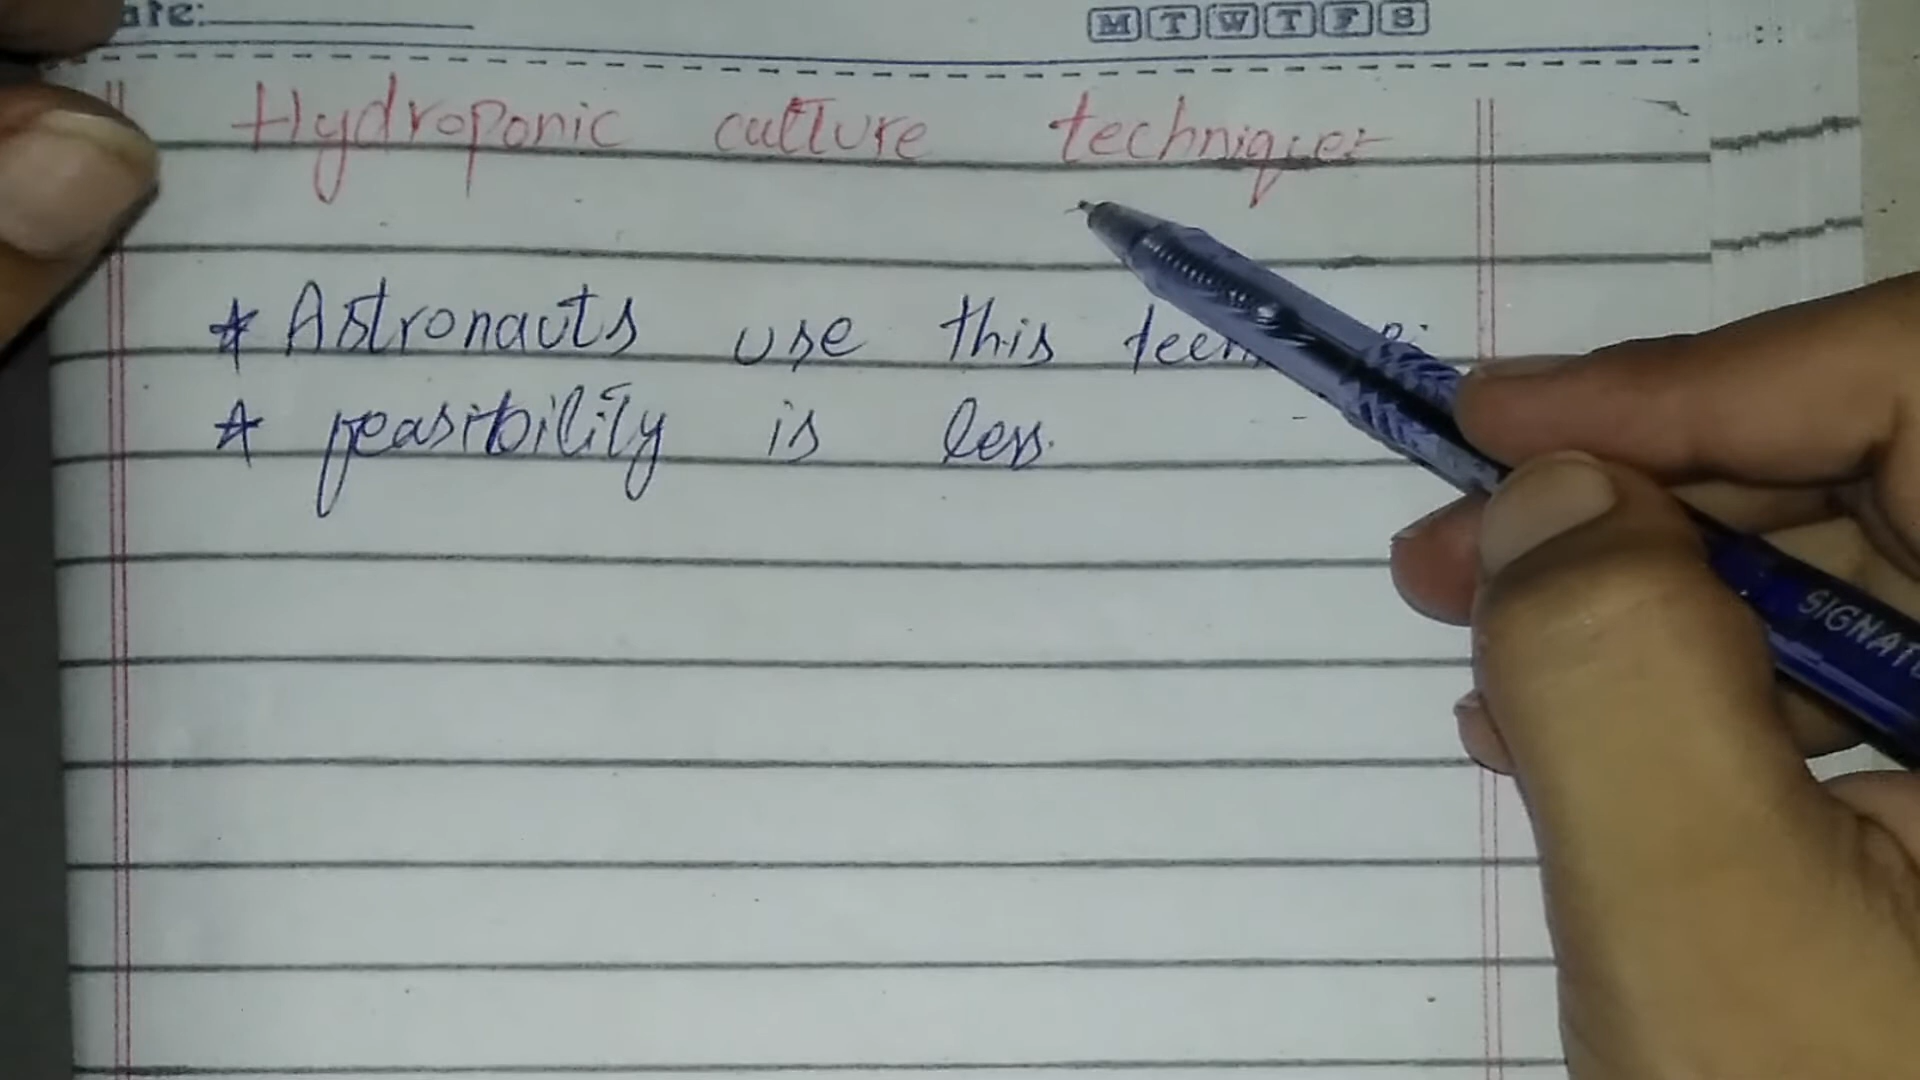 ate:
M T W T F S
Hydroponic culture techniques
* Astronauts use this
* feasibility is less.
SIGNAT